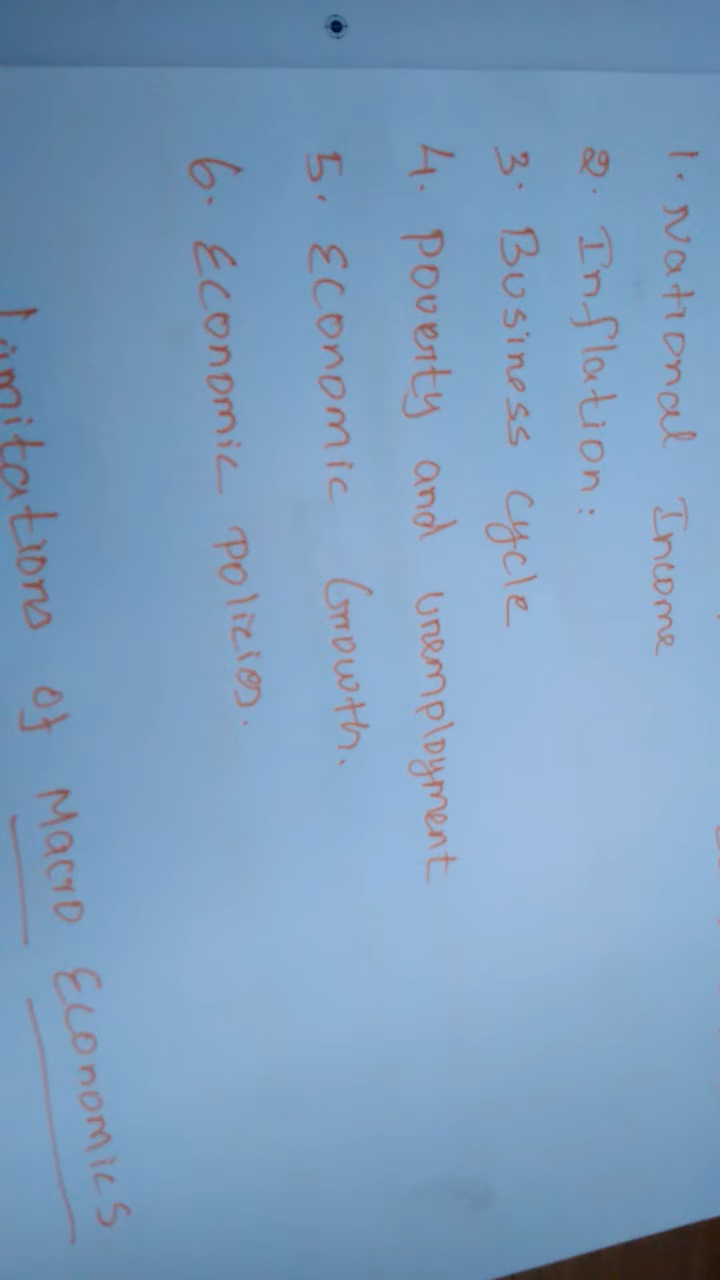 1. National Income
2. Inflation:
3. Business Cycle
4. Poverty and unemployment
5. Economic Growth.
6. Economic policies.
Limitations of Macro Economics